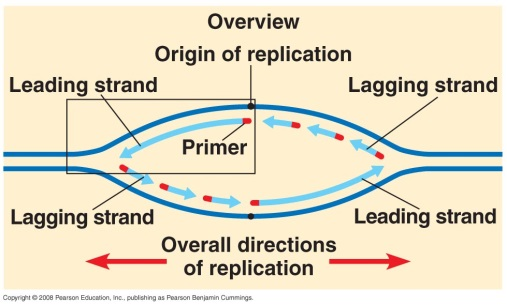 Overview
Origin of replication
Leading strand
Lagging strand
Primer
Lagging strand
Leading strand
Overall directions
of replication
Copyright © 2008 Pearson Education, Inc., publishing as Pearson Benjamin Cummings.